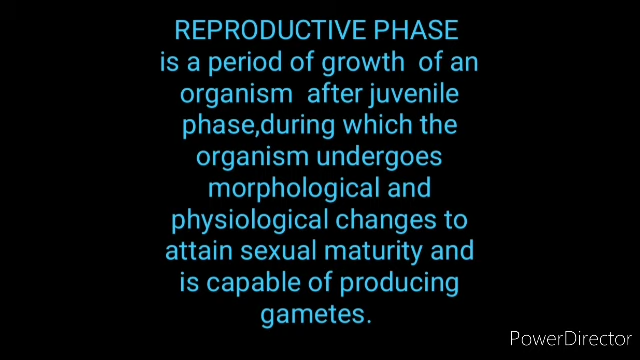 REPRODUCTIVE PHASE
is a period of growth  of an
organism  after juvenile
phase,during which the
organism undergoes
morphological and
physiological changes to
attain sexual maturity and
is capable of producing
gametes.
PowerDirector